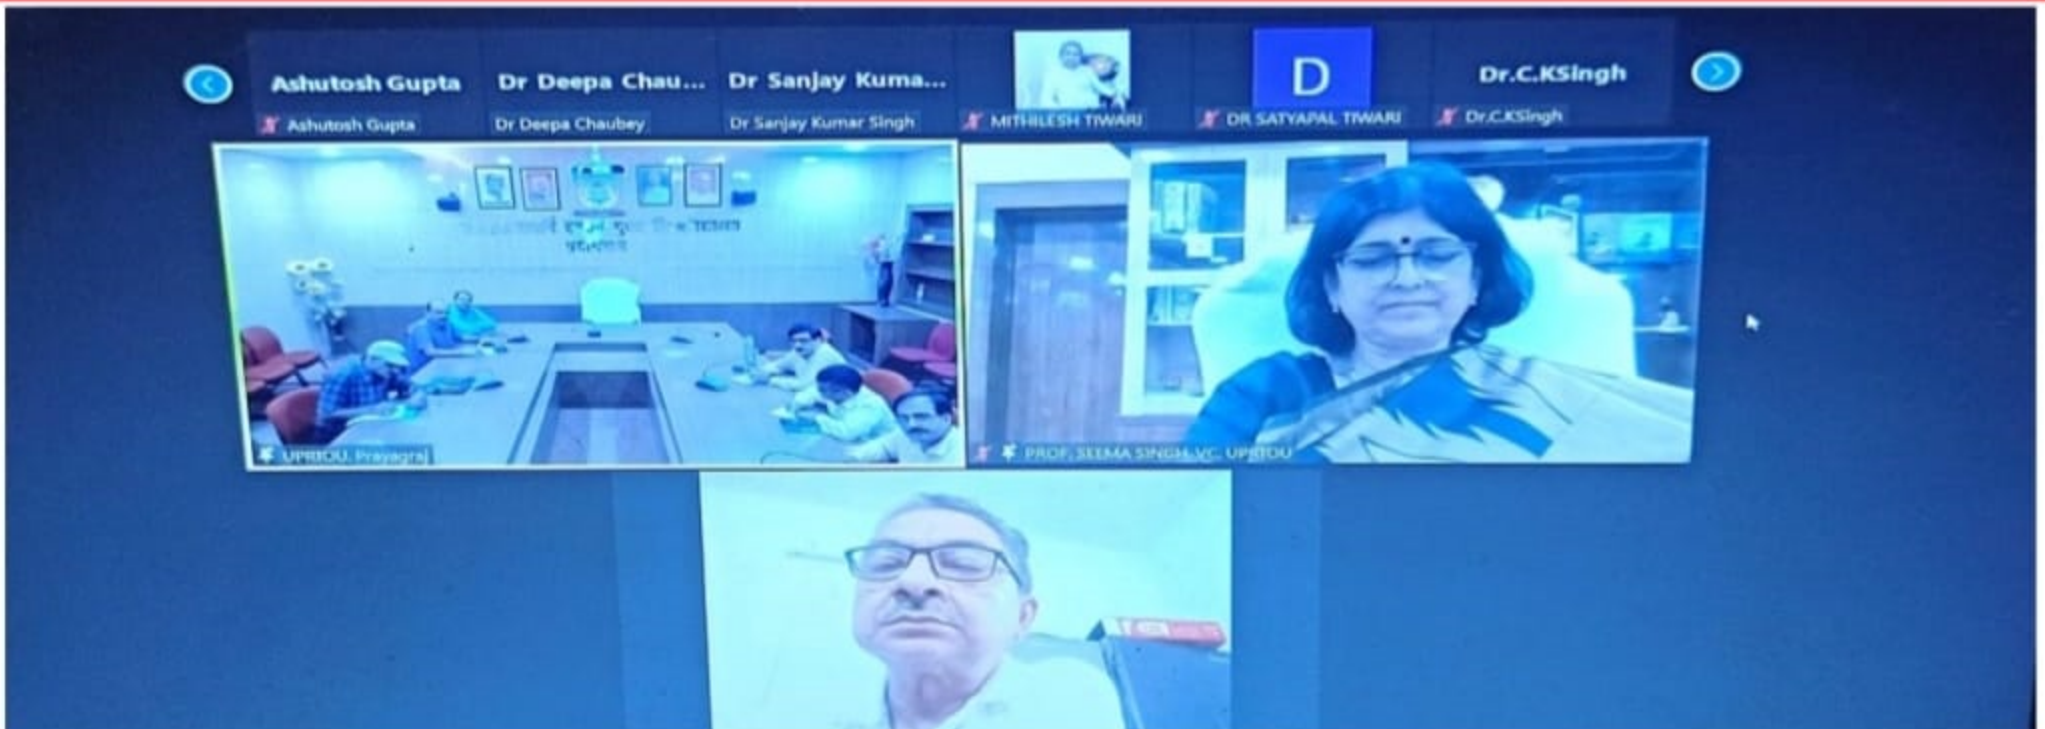 Ashutosh Gupta
Dr Deepa Chau...
Dr Sanjay Kuma...
D
Dr.C.KSingh
Ashutosh Gupta
Dr Deepa Chaubey
Dr Sanjay Kumar Singh
MITHILESH TIWARI
DR SATYAPAL TIWARI
Dr.C.KSingh
UPRTOU, Prayagraj
PROF. SEEMA SINGH, VC, UPRTOU